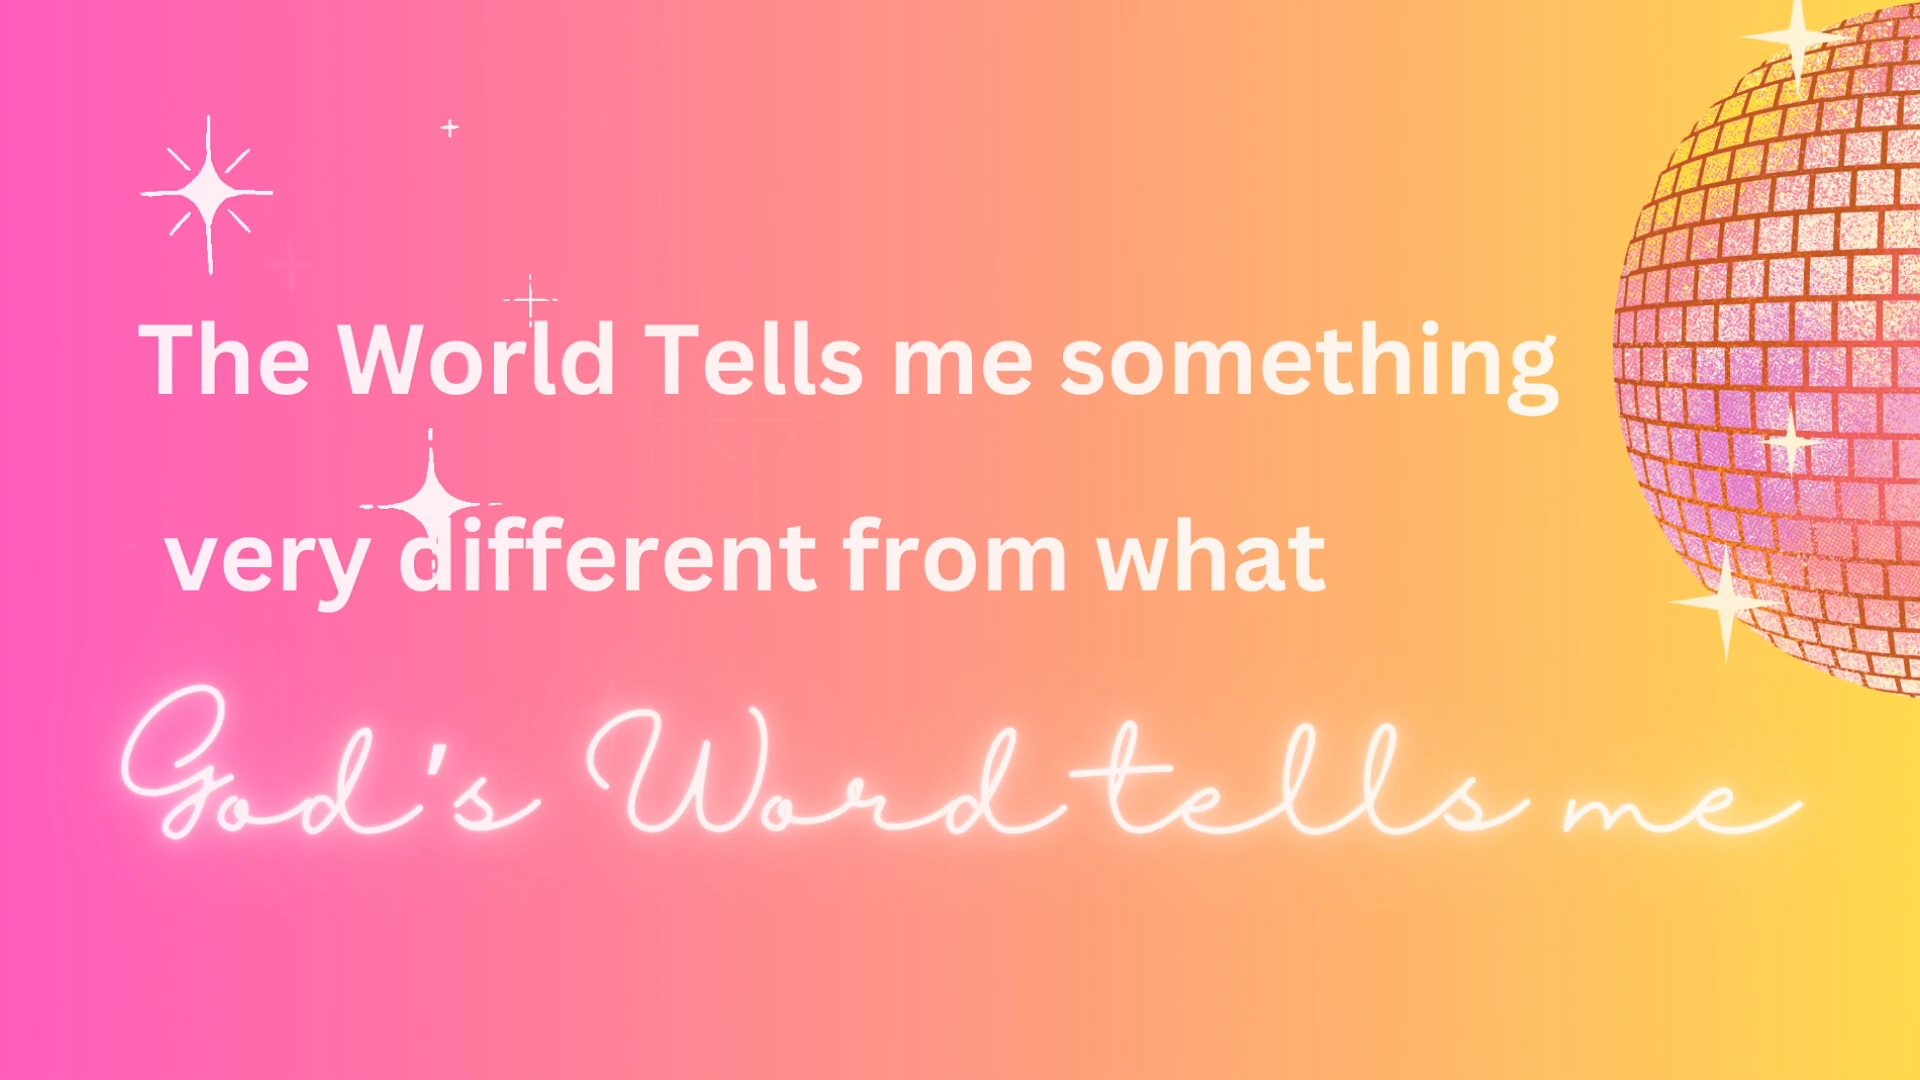 The World Tells me something
very different from what
God's Word tells me